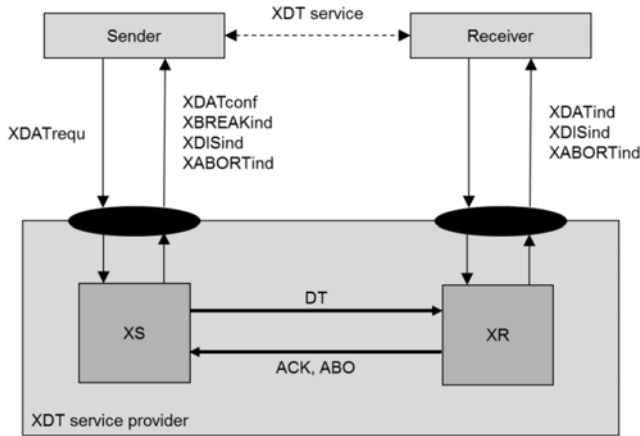 XDT service
Sender
Receiver
XDATrequ
XDATconf
XBREAKind
XDISind
XABORTind
XDATind
XDISind
XABORTind
DT
XS
XR
ACK, ABO
XDT service provider